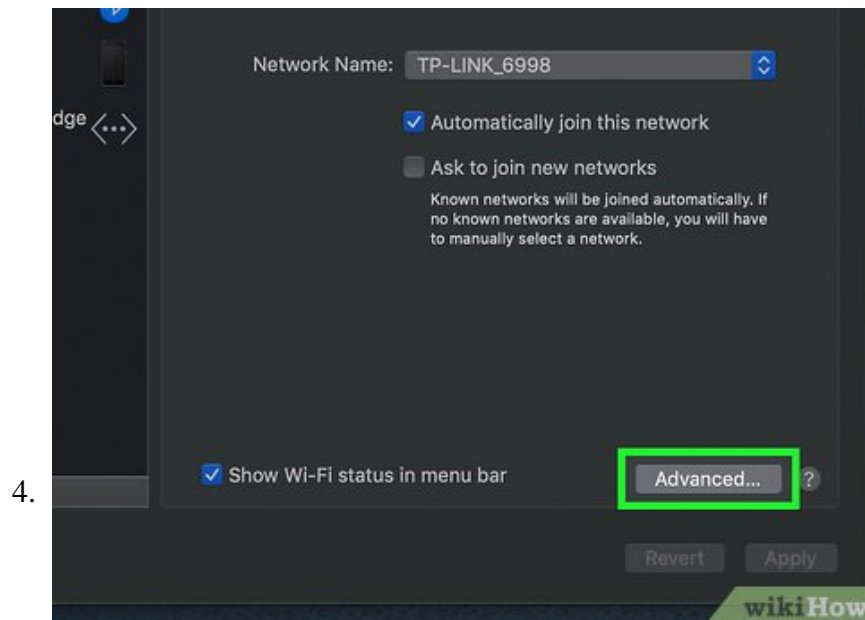 Network Name: TP-LINK_6998
Automatically join this network
dge
Ask to join new networks
Known networks will be joined automatically. If
no known networks are available, you will have
to manually select a network.
Show Wi-Fi status in menu bar
Advanced... ?
4.
Revert Apply
wikiHow